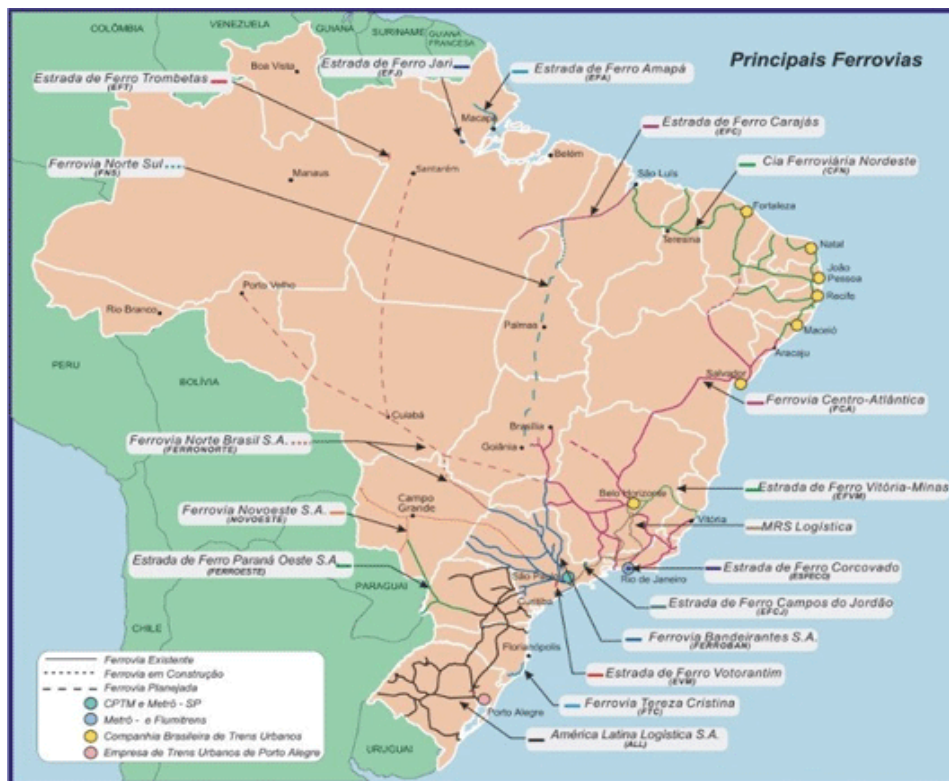 COLÔMBIA
VENEZUELA
GUIANA
SURINAME
GUIANA
FRANCESA
Principais Ferrovias
Boa Vista
Estrada de Ferro Jari
(EFJ)
Estrada de Ferro Amapá
(EFA)
Estrada de Ferro Trombetas
(EFT)
Macapá
Estrada de Ferro Carajás
(EFC)
Belém
Ferrovia Norte Sul
(FNS)
Santarém
Manaus
São Luís
Cia Ferroviária Nordeste
(CFN)
Fortaleza
Teresina
Natal
João
Pessoa
Recife
Porto Velho
Rio Branco
Palmas
Maceió
Aracaju
PERU
BOLÍVIA
Salvador
Cuiabá
Ferrovia Centro-Atlântica
(FCA)
Brasília
Goiânia
Ferrovia Norte Brasil S.A.
(FERRONORTE)
Belo Horizonte
Estrada de Ferro Vitória-Minas
(EFVM)
Campo
Grande
Ferrovia Novoeste S.A.
(NOVOESTE)
Vitória
MRS Logística
Estrada de Ferro Paraná Oeste S.A.
(FERROESTE)
PARAGUAI
São Paulo
Rio de Janeiro
Estrada de Ferro Corcovado
(ESFECO)
Curitiba
Estrada de Ferro Campos do Jordão
(EFCJ)
CHILE
Ferrovia Bandeirantes S.A.
(FERROBAN)
Florianópolis
Estrada de Ferro Votorantim
(EVM)
Ferrovia Tereza Cristina
(FTC)
Porto Alegre
América Latina Logística S.A.
(ALL)
URUGUAI
Ferrovia Existente
Ferrovia em Construção
Ferrovia Planejada
CPTM e Metrô - SP
Metrô - e Flumitrens
Companhia Brasileira de Trens Urbanos
Empresa de Trens Urbanos de Porto Alegre